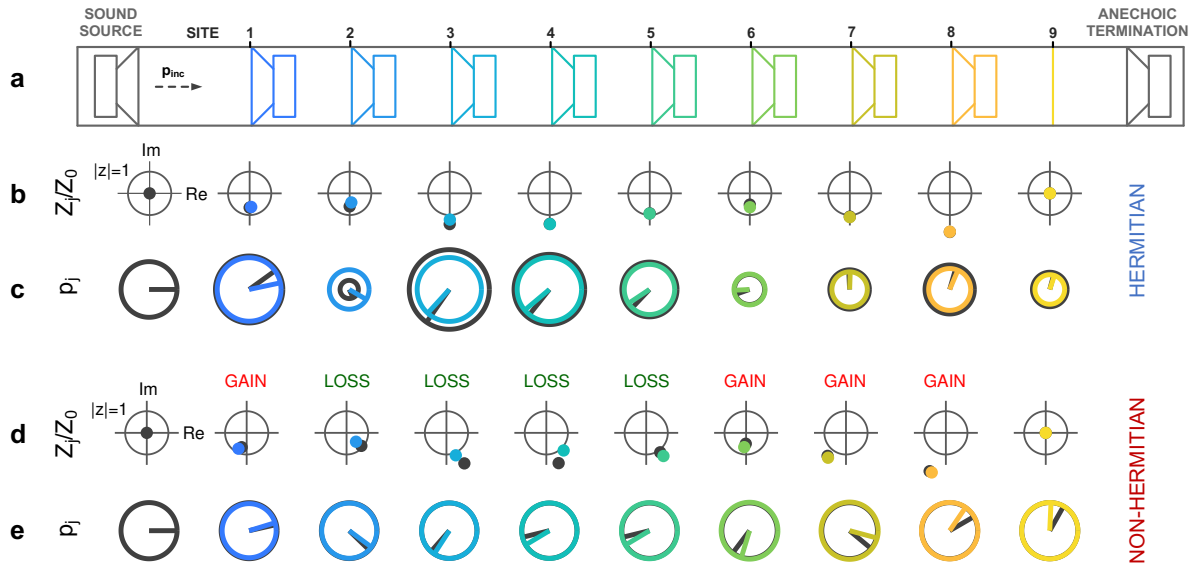 SOUND SOURCE
SITE 1 2 3 4 5 6 7 8 9
ANECHOIC TERMINATION
a
p_inc
b
Z_j/Z_0
|z|=1
Im
Re
HERMITIAN
c
p_j
GAIN LOSS LOSS LOSS LOSS GAIN GAIN GAIN
d
Z_j/Z_0
|z|=1
Im
Re
NON-HERMITIAN
e
p_j